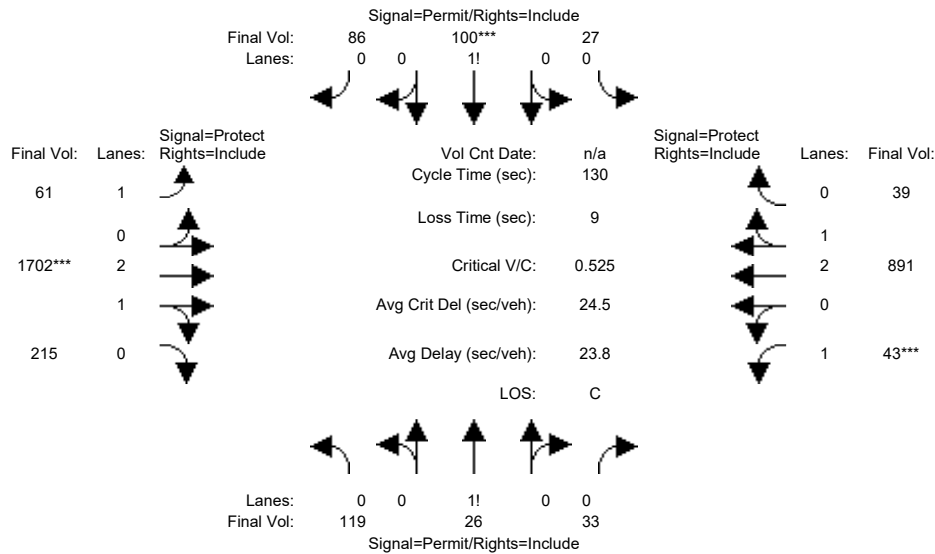 Signal=Permit/Rights=Include
Final Vol: 86 100*** 27
Lanes: 0 0 1! 0 0
Signal=Protect Signal=Protect
Final Vol: Lanes: Rights=Include Vol Cnt Date: n/a Rights=Include Lanes: Final Vol:
Cycle Time (sec): 130
61 1 0 39
Loss Time (sec): 9
0 1
1702*** 2 Critical V/C: 0.525 2 891
1 Avg Crit Del (sec/veh): 24.5 0
215 0 Avg Delay (sec/veh): 23.8 1 43***
LOS: C
Lanes: 0 0 1! 0 0
Final Vol: 119 26 33
Signal=Permit/Rights=Include